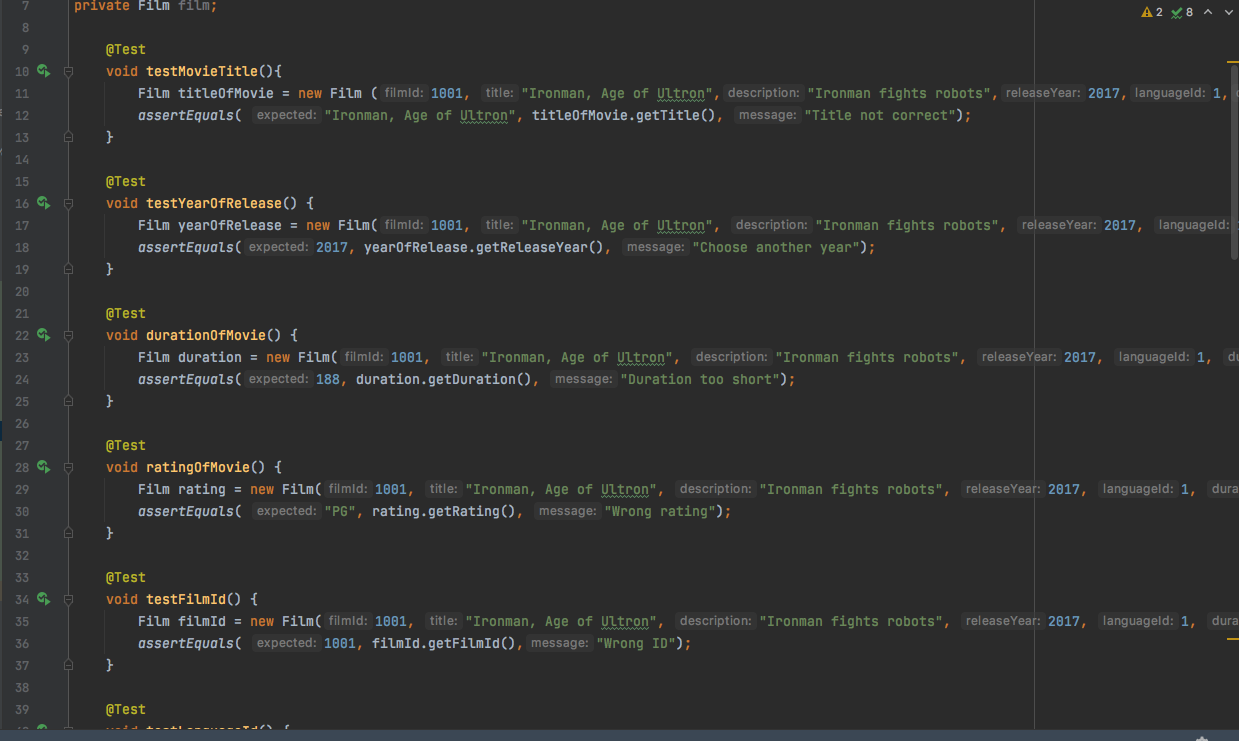 2 8
7 private Film film;
8
9 @Test
10 void testMovieTitle(){
11 Film titleOfMovie = new Film ( filmId: 1001, title: "Ironman, Age of Ultron", description: "Ironman fights robots", releaseYear: 2017, languageId: 1,
12 assertEquals( expected: "Ironman, Age of Ultron", titleOfMovie.getTitle(), message: "Title not correct");
13 }
14
15 @Test
16 void testYearOfRelease() {
17 Film yearOfRelease = new Film( filmId: 1001, title: "Ironman, Age of Ultron", description: "Ironman fights robots", releaseYear: 2017, languageId:
18 assertEquals( expected: 2017, yearOfRelease.getReleaseYear(), message: "Choose another year");
19 }
20
21 @Test
22 void durationOfMovie() {
23 Film duration = new Film( filmId: 1001, title: "Ironman, Age of Ultron", description: "Ironman fights robots", releaseYear: 2017, languageId: 1, du
24 assertEquals( expected: 188, duration.getDuration(), message: "Duration too short");
25 }
26
27 @Test
28 void ratingOfMovie() {
29 Film rating = new Film( filmId: 1001, title: "Ironman, Age of Ultron", description: "Ironman fights robots", releaseYear: 2017, languageId: 1, dura
30 assertEquals( expected: "PG", rating.getRating(), message: "Wrong rating");
31 }
32
33 @Test
34 void testFilmId() {
35 Film filmId = new Film( filmId: 1001, title: "Ironman, Age of Ultron", description: "Ironman fights robots", releaseYear: 2017, languageId: 1, dura
36 assertEquals( expected: 1001, filmId.getFilmId(), message: "Wrong ID");
37 }
38
39 @Test
void testLanguageId() {